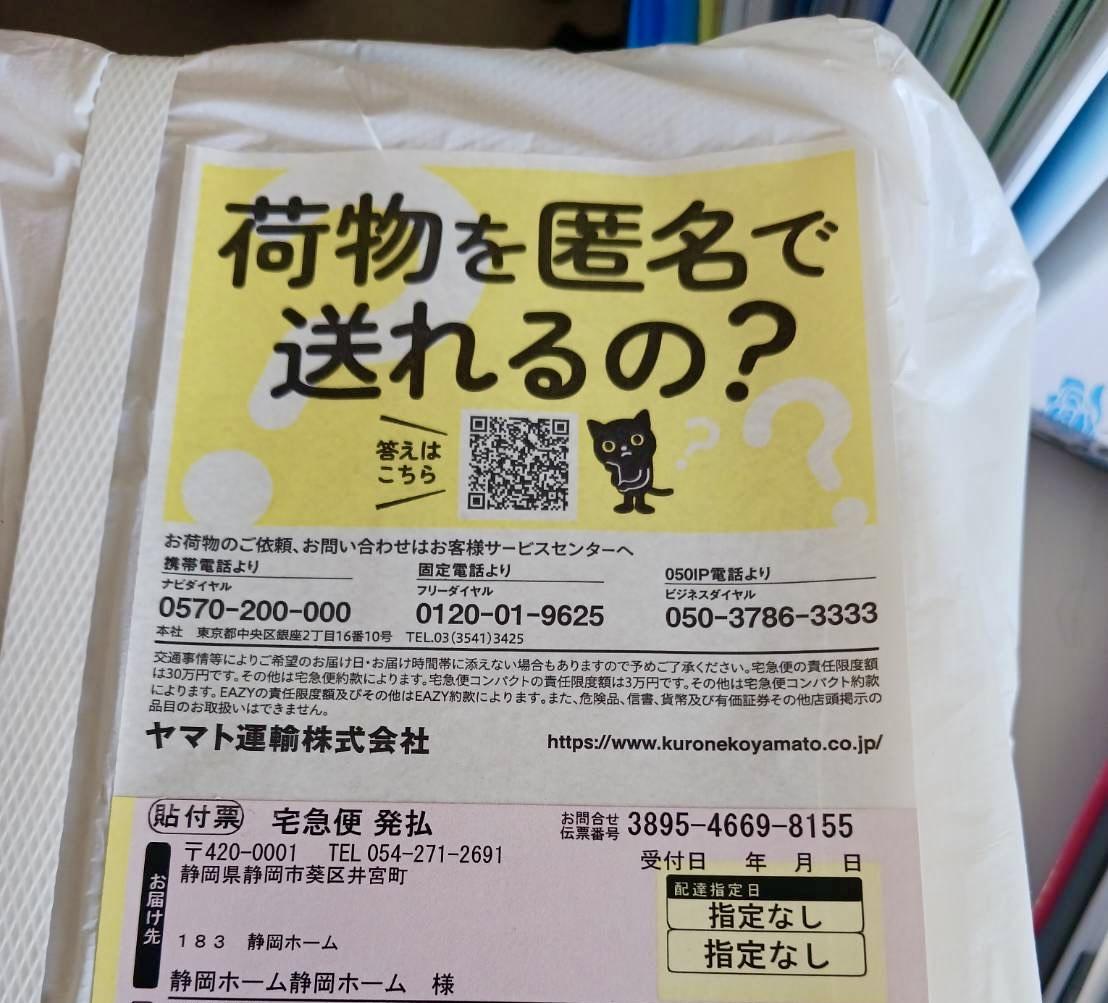 荷物を匿名で
送れるの?
答えは
こちら
お荷物のご依頼、お問い合わせはお客様サービスセンターへ
携帯電話より
ナビダイヤル
0570-200-000
固定電話より
フリーダイヤル
0120-01-9625
050IP電話より
ビジネスダイヤル
050-3786-3333
本社 東京都中央区銀座2丁目16番10号 TEL.03(3541)3425
交通事情等によりご希望のお届け日・お届け時間帯に添えない場合もありますので予めご了承ください。宅急便の責任限度額
は30万円です。その他は宅急便約款によります。宅急便コンパクトの責任限度額は3万円です。その他は宅急便コンパクト約款
によります。EAZYの責任限度額及びその他はEAZY約款によります。また、危険品、信書、貨幣及び有価証券その他店頭掲示の
品目のお取扱いはできません。
ヤマト運輸株式会社
https://www.kuronekoyamato.co.jp/
貼付票 宅急便 発払
お問合せ
伝票番号 3895-4669-8155
お届け先
〒420-0001 TEL 054-271-2691
静岡県静岡市葵区井宮町
183 静岡ホーム
静岡ホーム静岡ホーム 様
受付日 年 月 日
配達指定日
指定なし
指定なし